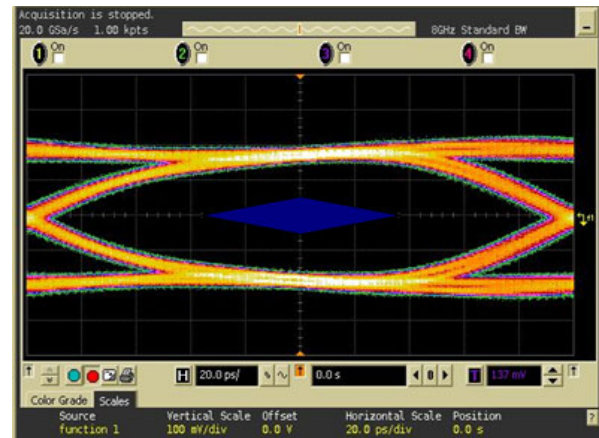 Acquisition is stopped.
20.0 GSa/s 1.00 kpts 8GHz Standard BW
1 On 2 On 3 On 4 On
f1
H 20.0 ps/ 0.0 s 0 T 137 mV
Color Grade Scales
Source Vertical Scale Offset Horizontal Scale Position
function 1 100 mV/div 0.0 V 20.0 ps/div 0.0 s
?